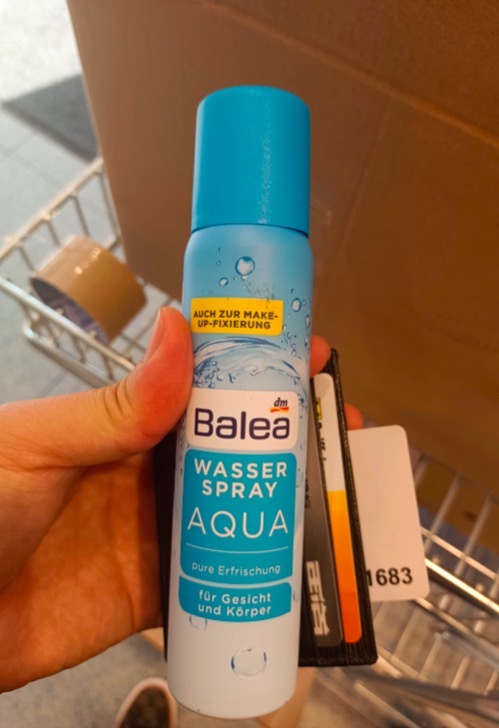 AUCH ZUR MAKE-
UP-FIXIERUNG
dm
Balea
WASSER
SPRAY
AQUA
pure Erfrischung
für Gesicht
und Körper
1683